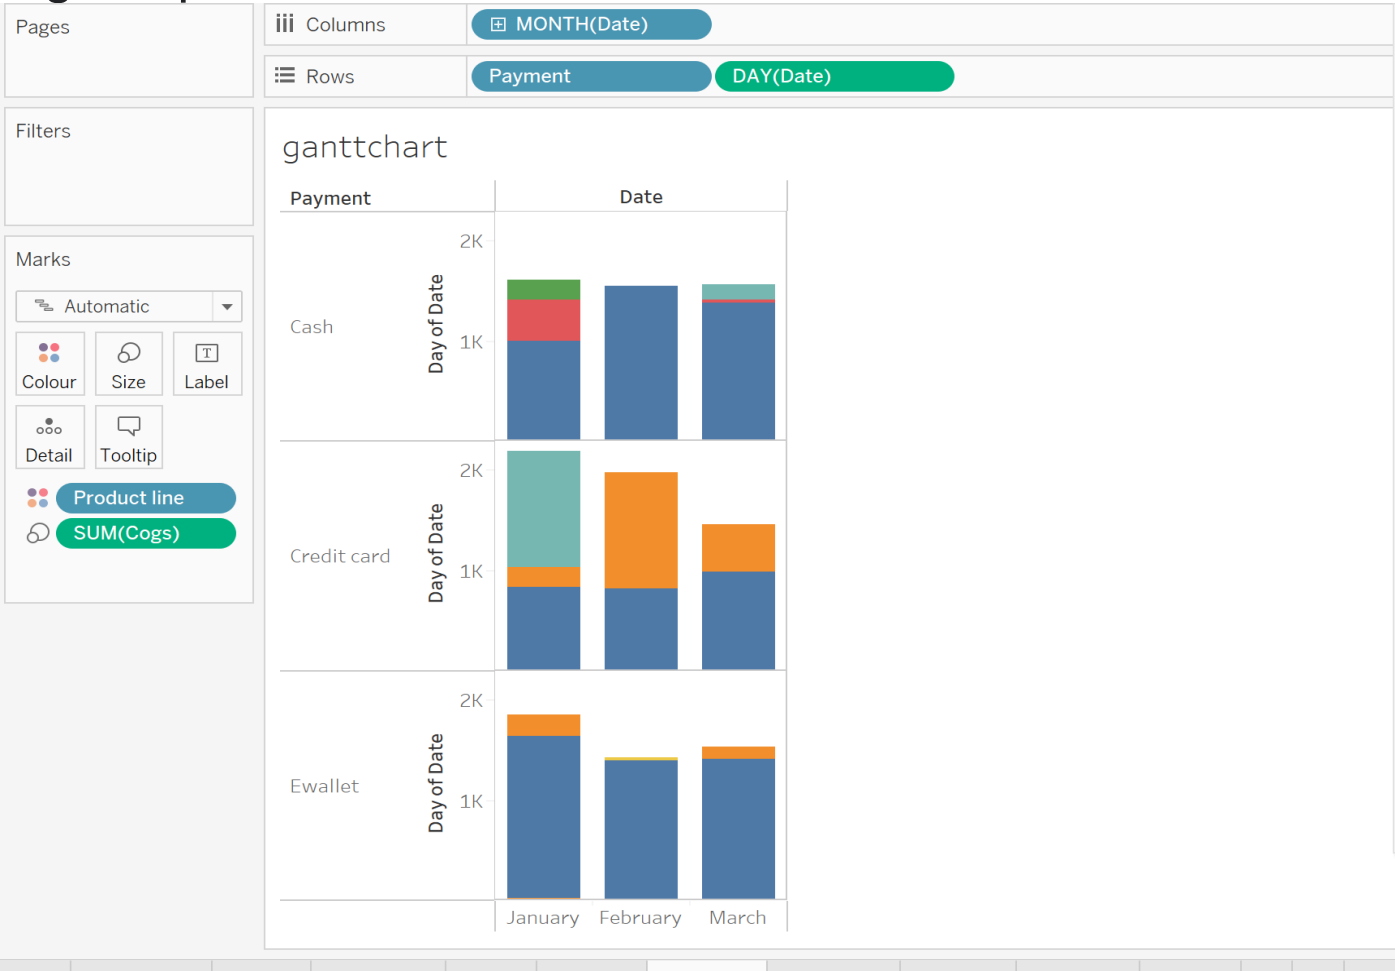 Pages
Columns
MONTH(Date)
Rows
Payment
DAY(Date)
Filters
Marks
Automatic
Colour
Size
Label
Detail
Tooltip
Product line
SUM(Cogs)
ganttchart
Payment
Date
Cash
Day of Date
2K
1K
Credit card
Day of Date
2K
1K
Ewallet
Day of Date
2K
1K
January
February
March